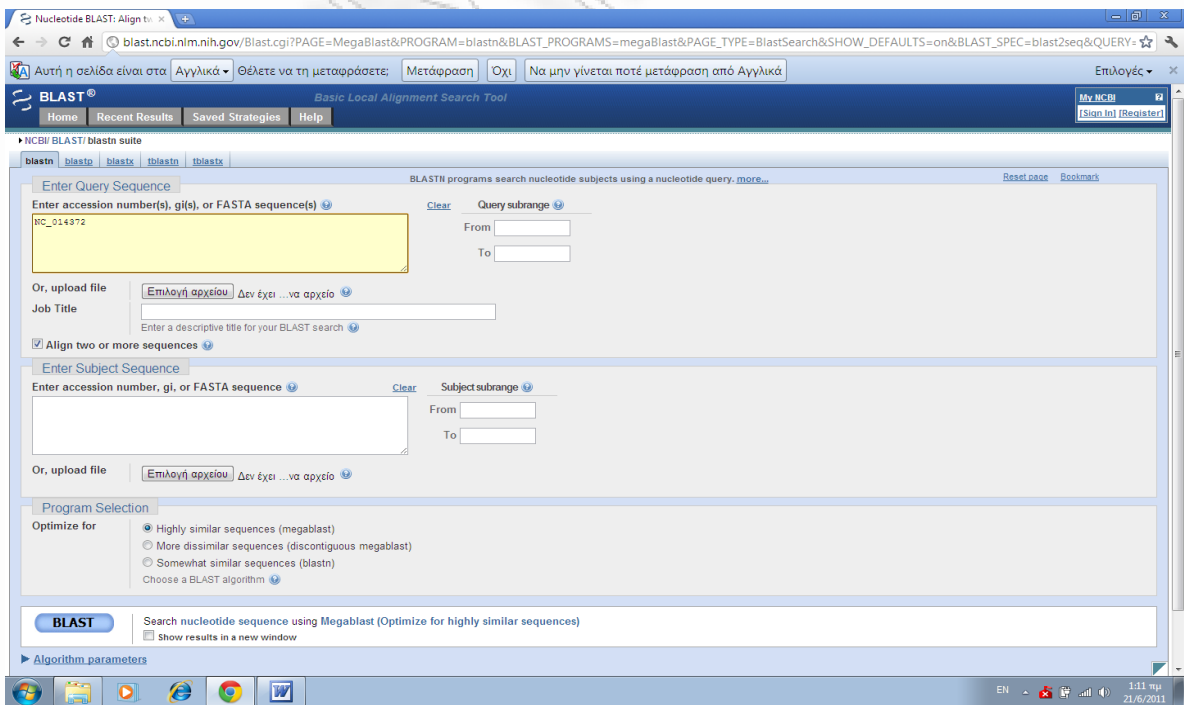 Nucleotide BLAST: Align tw
blast.ncbi.nlm.nih.gov/Blast.cgi?PAGE=MegaBlast&PROGRAM=blastn&BLAST_PROGRAMS=megaBlast&PAGE_TYPE=BlastSearch&SHOW_DEFAULTS=on&BLAST_SPEC=blast2seq&QUERY=
Αυτή η σελίδα είναι στα Αγγλικά Θέλετε να τη μεταφράσετε; Μετάφραση Όχι Να μην γίνεται ποτέ μετάφραση από Αγγλικά Επιλογές
BLAST® Basic Local Alignment Search Tool My NCBI
Home Recent Results Saved Strategies Help [Sign In] [Register]
NCBI/ BLAST/ blastn suite
blastn blastp blastx tblastn tblastx
Enter Query Sequence BLASTN programs search nucleotide subjects using a nucleotide query. more... Reset page Bookmark
Enter accession number(s), gi(s), or FASTA sequence(s) Clear Query subrange
NC_014372
From
To
Or, upload file Επιλογή αρχείου Δεν έχει ...να αρχείο
Job Title
Enter a descriptive title for your BLAST search
Align two or more sequences
Enter Subject Sequence
Enter accession number, gi, or FASTA sequence Clear Subject subrange
From
To
Or, upload file Επιλογή αρχείου Δεν έχει ...να αρχείο
Program Selection
Optimize for Highly similar sequences (megablast)
More dissimilar sequences (discontiguous megablast)
Somewhat similar sequences (blastn)
Choose a BLAST algorithm
BLAST Search nucleotide sequence using Megablast (Optimize for highly similar sequences)
Show results in a new window
Algorithm parameters
EN 1:11 πμ
21/6/2011